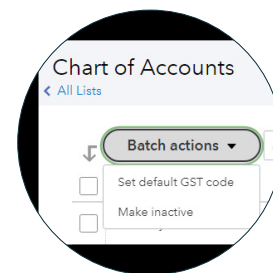 Chart of Accounts
All Lists
Batch actions
Set default GST code
Make inactive